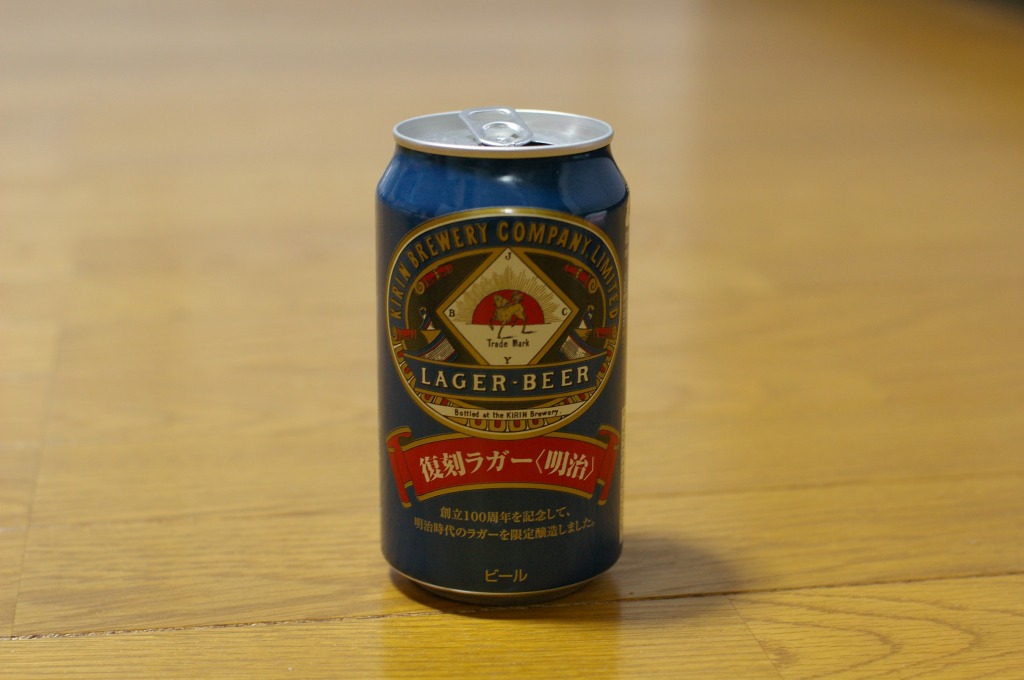 KIRIN BREWERY COMPANY, LIMITED
J
B C
Trade Mark
Y
LAGER-BEER
Bottled at the KIRIN Brewery.
復刻ラガー〈明治〉
創立100周年を記念して、
明治時代のラガーを限定醸造しました。
ビール